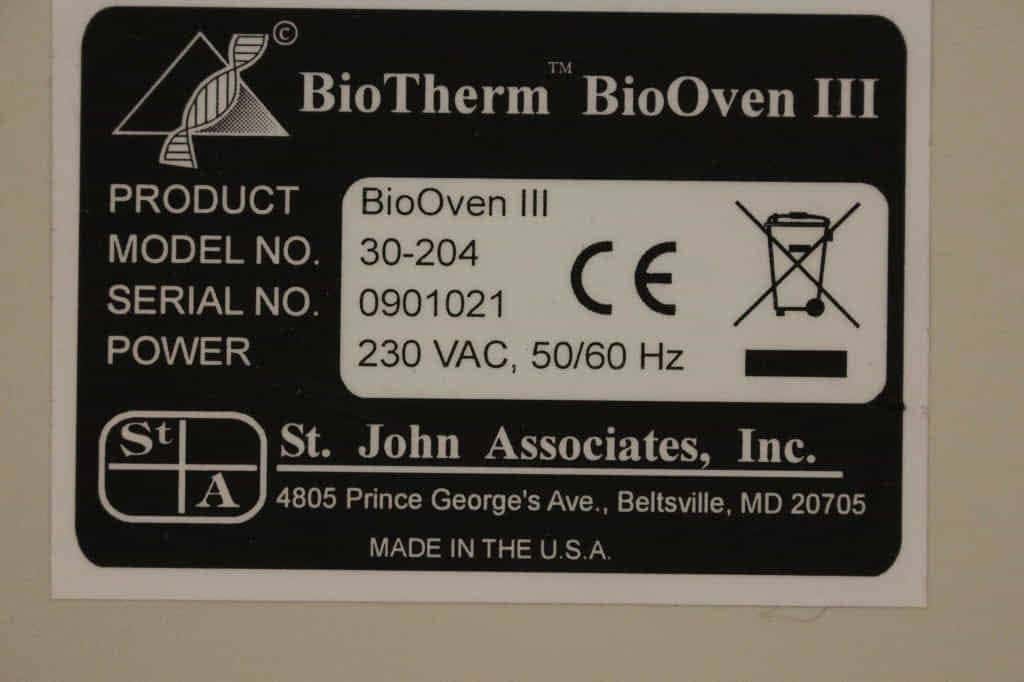 ©
BioTherm™ BioOven III
PRODUCT BioOven III
MODEL NO. 30-204
SERIAL NO. 0901021
POWER 230 VAC, 50/60 Hz
CE
St A
St. John Associates, Inc.
4805 Prince George's Ave., Beltsville, MD 20705
MADE IN THE U.S.A.